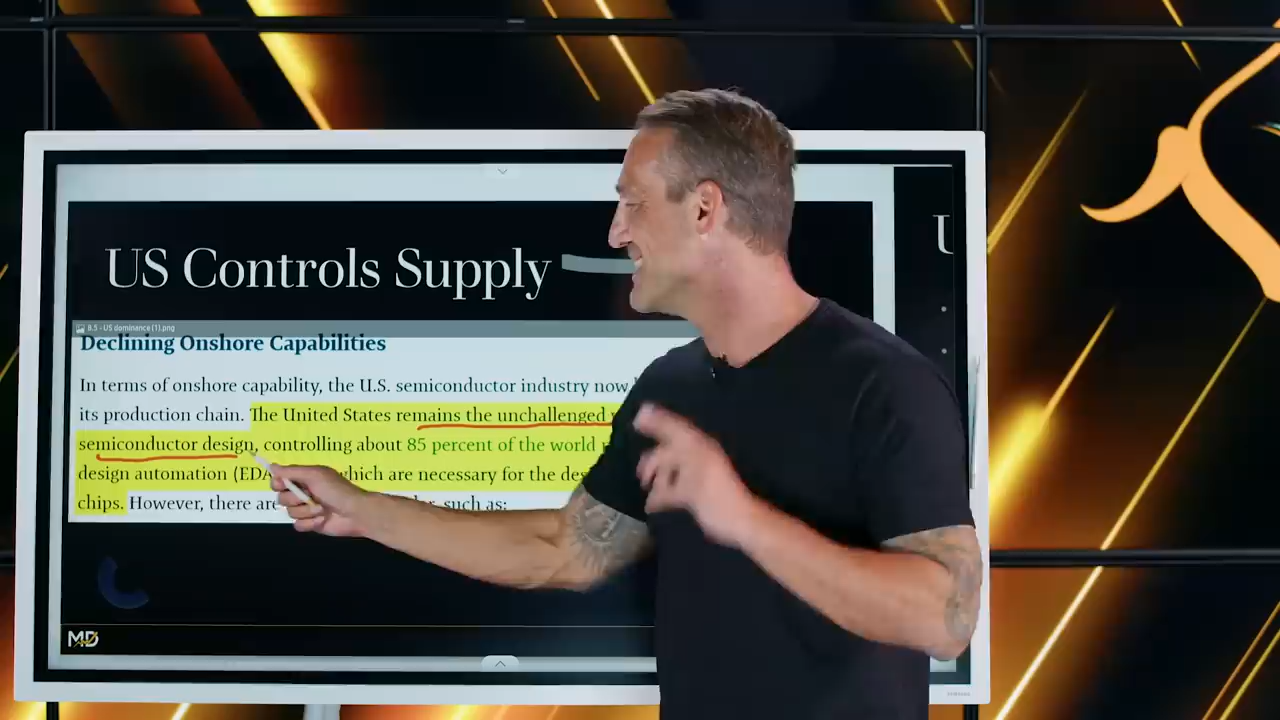 US Controls Supply
8.5 - US dominance (1).png
Declining Onshore Capabilities
In terms of onshore capability, the U.S. semiconductor industry now
its production chain. The United States remains the unchallenged
semiconductor design, controlling about 85 percent of the world
design automation (EDA which are necessary for the des
chips. However, there are such as:
MD
U
SAMSUNG